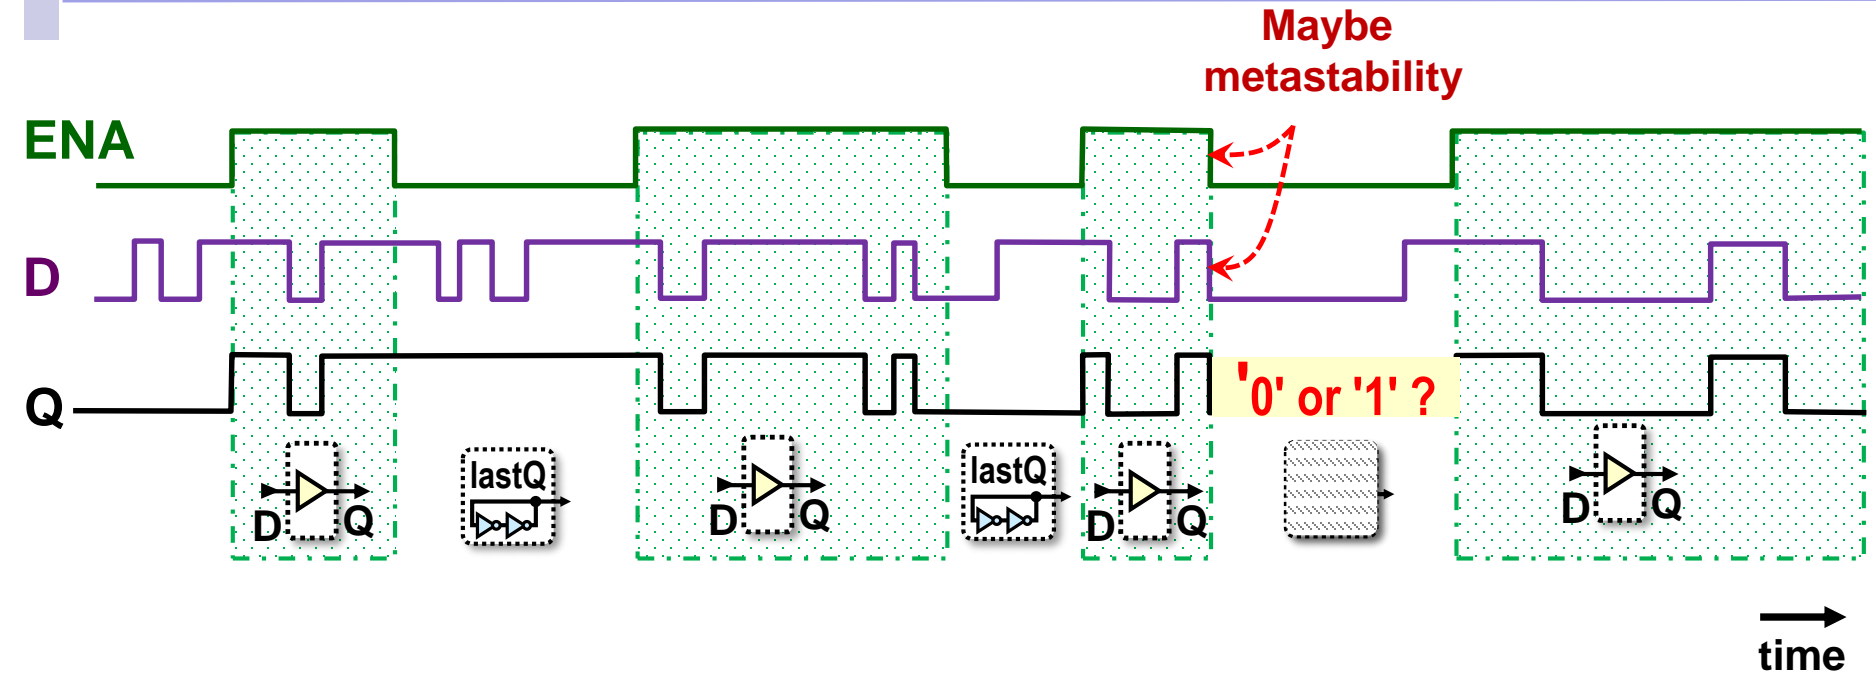 Maybe
metastability
ENA
D
Q
'0' or '1' ?
lastQ
lastQ
D Q
D Q
D Q
D Q
time